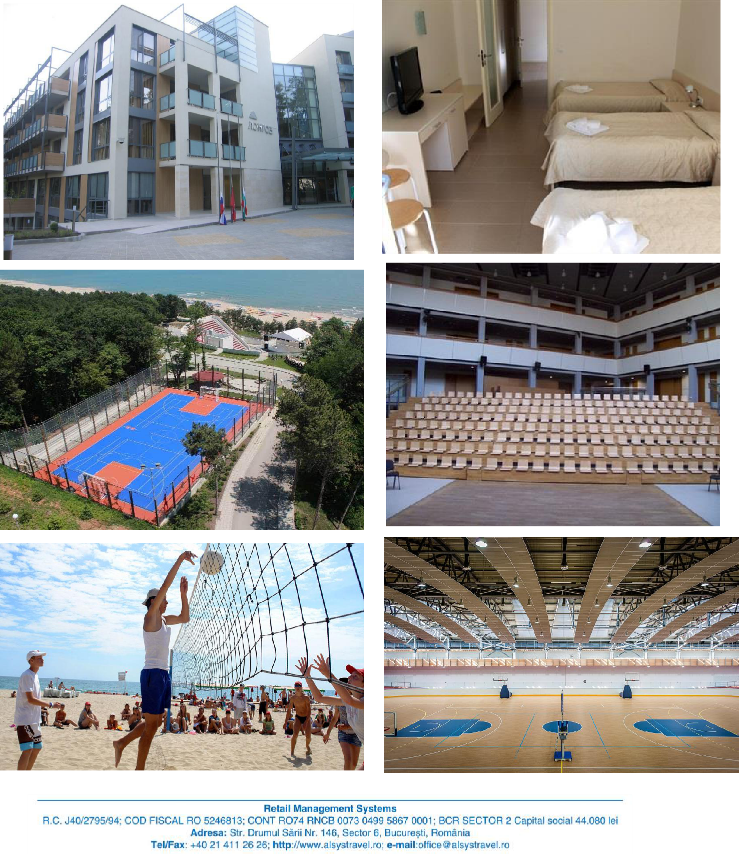 Retail Management Systems
R.C. J40/2795/94; COD FISCAL RO 5246813; CONT RO74 RNCB 0073 0499 5867 0001; BCR SECTOR 2 Capital social 44.080 lei
Adresa: Str. Drumul Sării Nr. 146, Sector 6, București, România
Tel/Fax: +40 21 411 26 26; http://www.alsystravel.ro; e-mail:office@alsystravel.ro